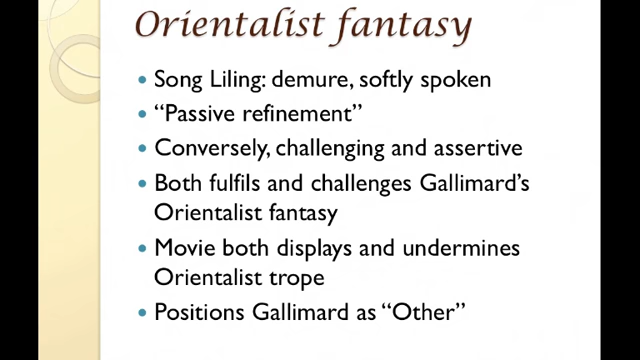 Orientalist fantasy
• Song Liling: demure, softly spoken
• “Passive refinement”
• Conversely, challenging and assertive
• Both fulfils and challenges Gallimard’s
Orientalist fantasy
• Movie both displays and undermines
Orientalist trope
• Positions Gallimard as “Other”